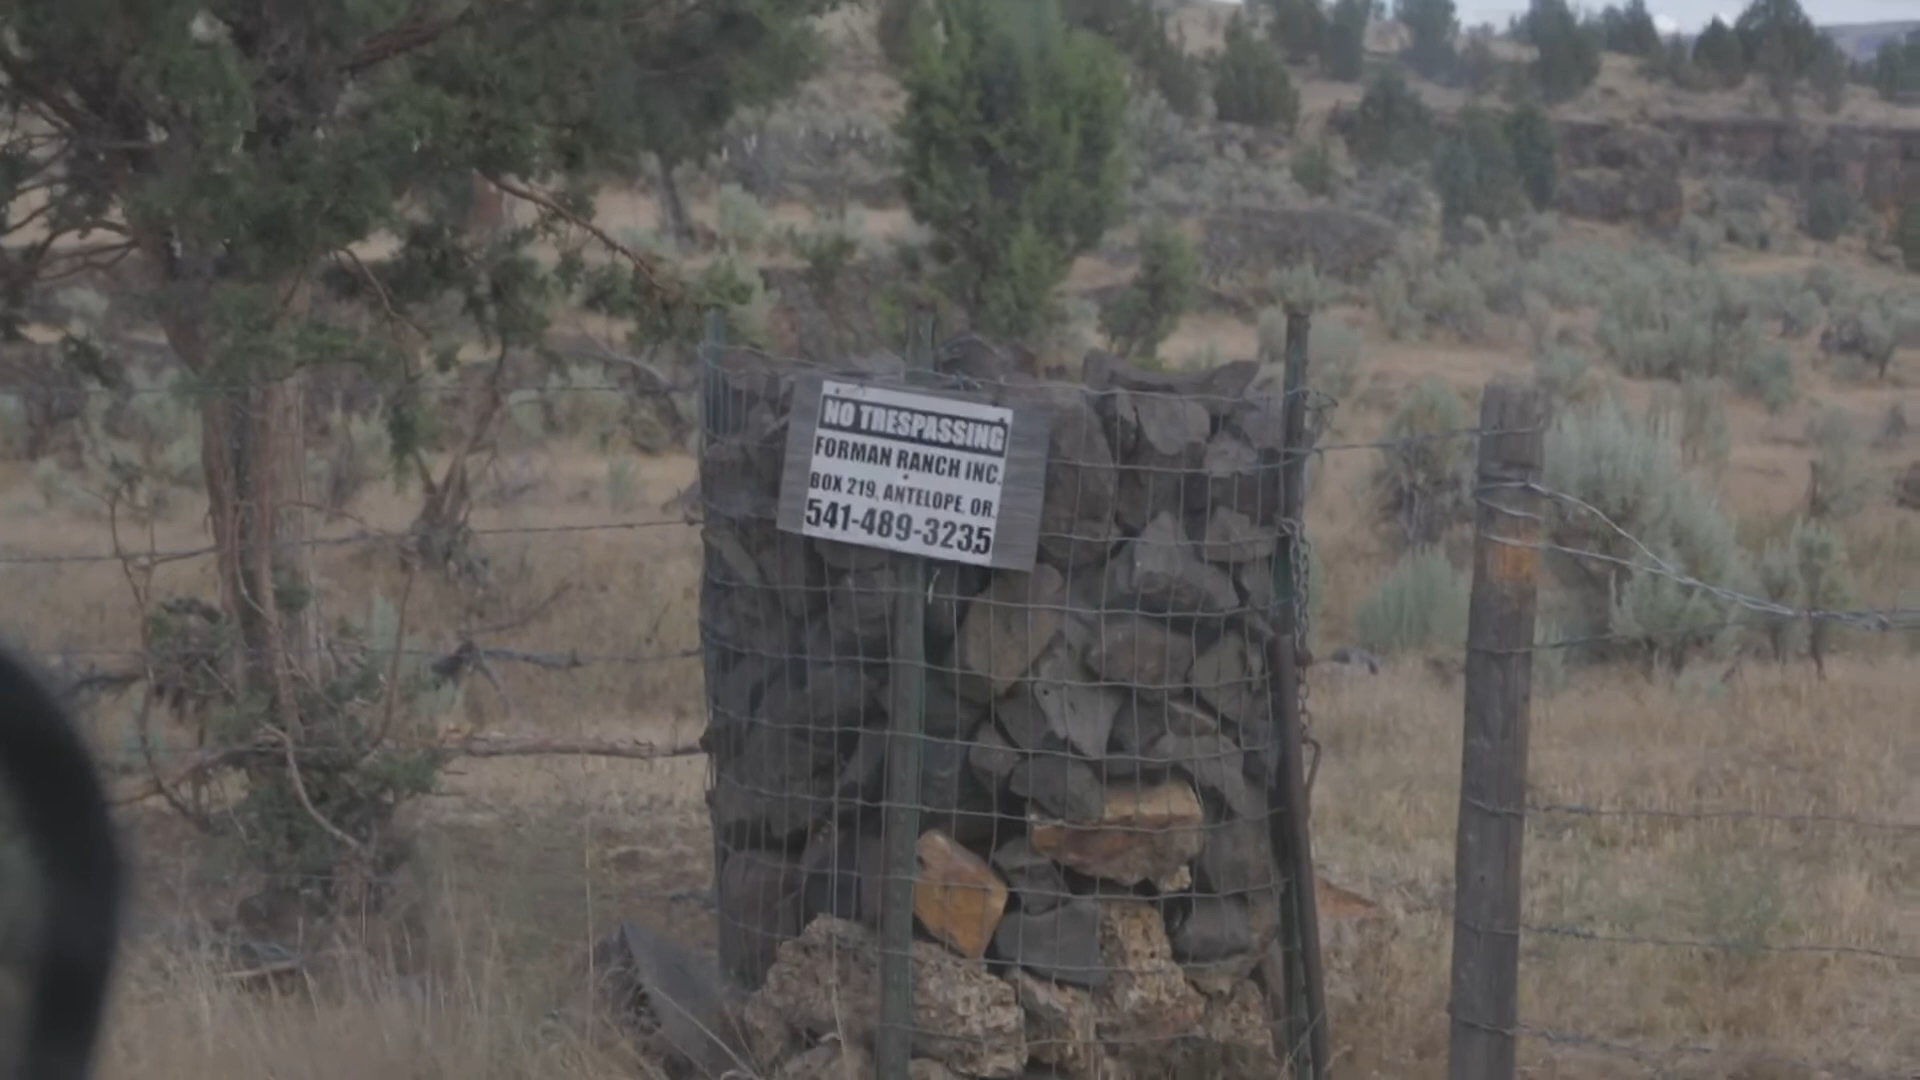 NO TRESPASSING
FORMAN RANCH INC.
BOX 219, ANTELOPE, OR.
541-489-3235